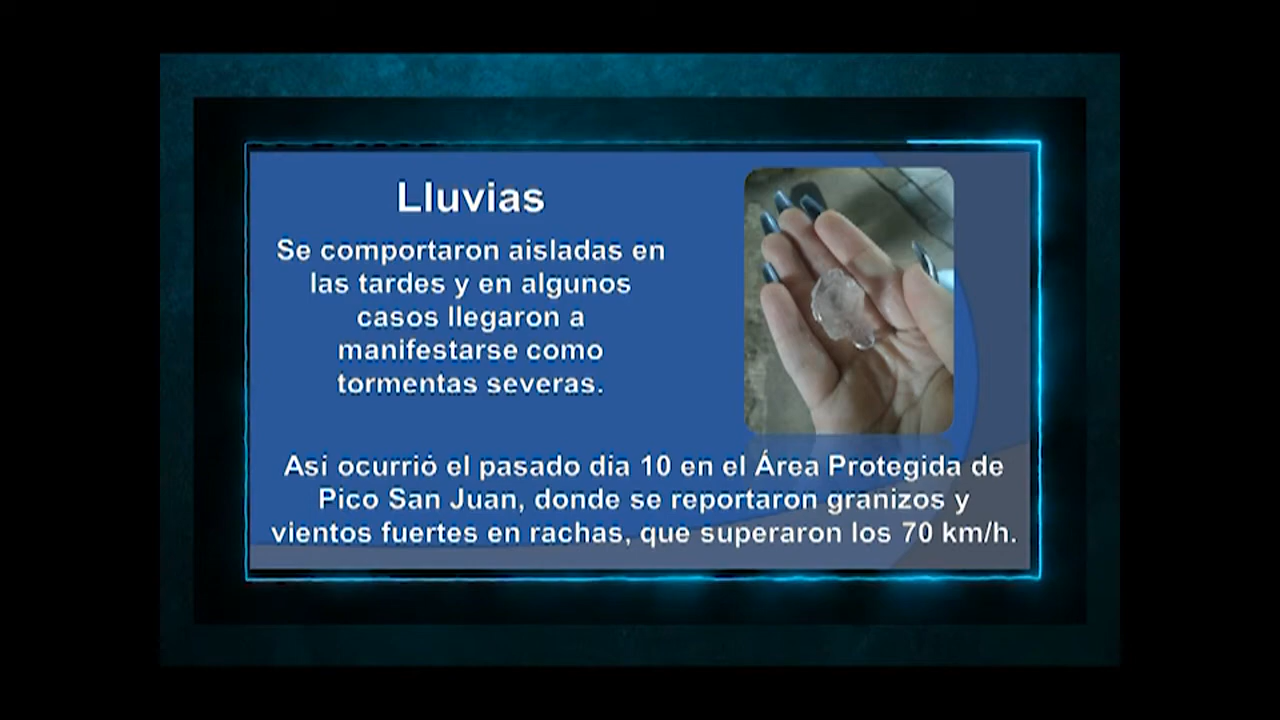 Lluvias
Se comportaron aisladas en
las tardes y en algunos
casos llegaron a
manifestarse como
tormentas severas.
Así ocurrió el pasado día 10 en el Área Protegida de
Pico San Juan, donde se reportaron granizos y
vientos fuertes en rachas, que superaron los 70 km/h.